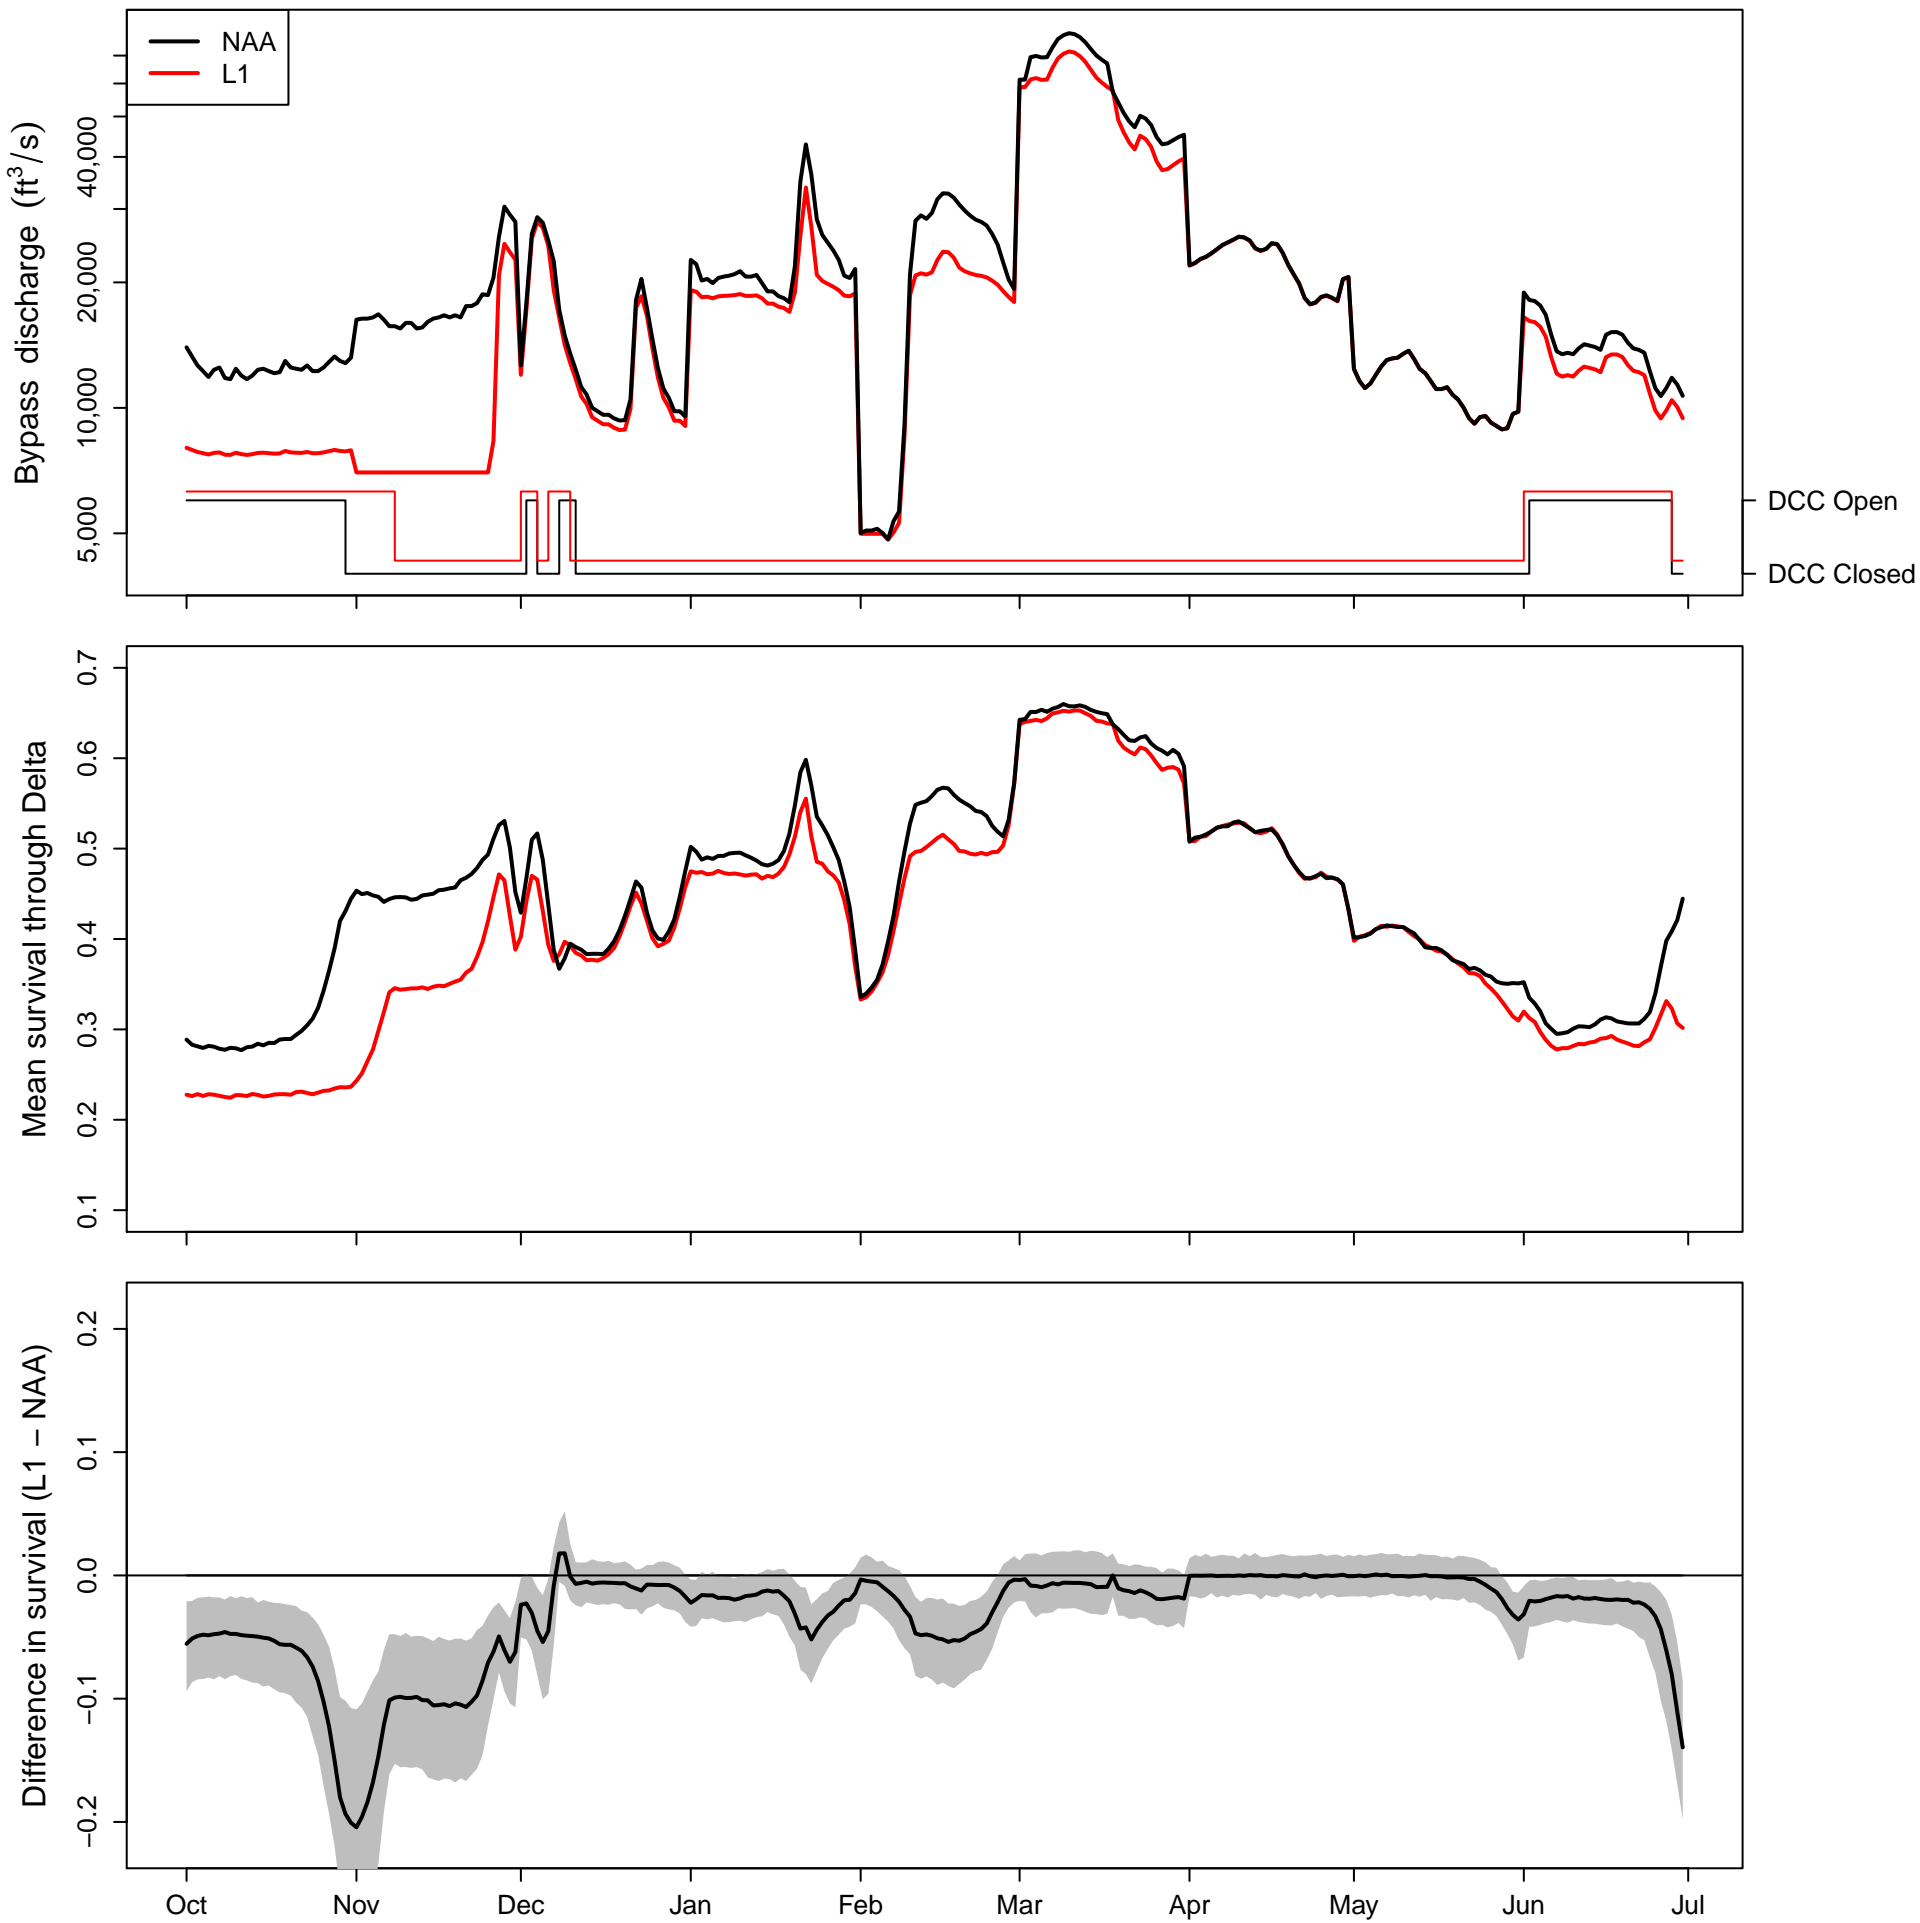 NAA
L1
Bypass discharge (ft³/s)
40,000
20,000
10,000
5,000
DCC Open
DCC Closed
Mean survival through Delta
0.7
0.6
0.5
0.4
0.3
0.2
0.1
Difference in survival (L1 − NAA)
0.2
0.1
0.0
−0.1
−0.2
Oct Nov Dec Jan Feb Mar Apr May Jun Jul